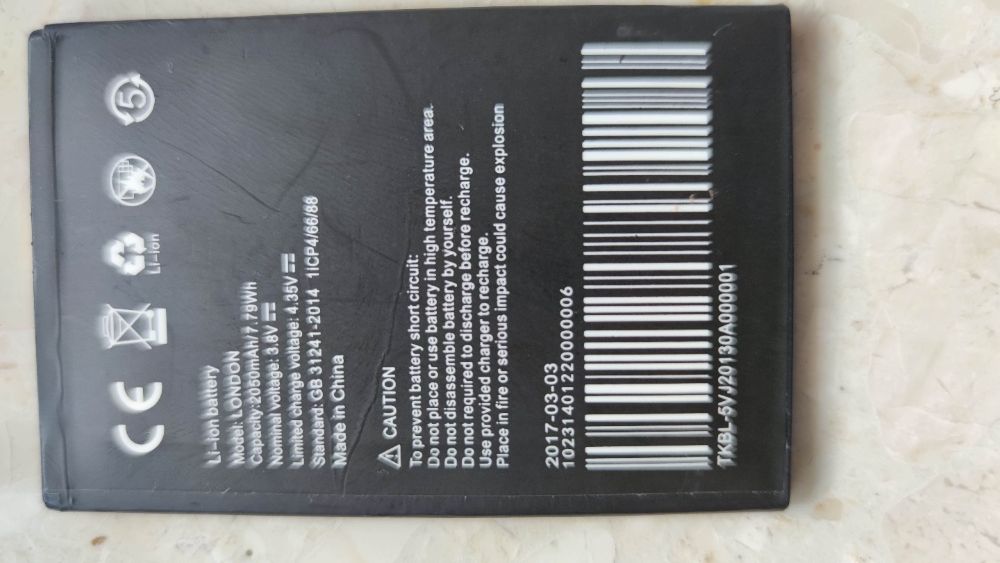 CE
Li-ion
5
Li-ion battery
Model: LONDON
Capacity:2050mAh/7.79Wh
Nominal voltage: 3.8V
Limited charge voltage: 4.35V
Standard: GB 31241-2014 1ICP4/66/88
Made in China
CAUTION
To prevent battery short circuit:
Do not place or use battery in high temperature area.
Do not disassemble battery by yourself.
Do not required to discharge before recharge.
Use provided charger to recharge.
Place in fire or serious impact could cause explosion
2017-03-03
10231401220000006
TKBL-5VJ20130A000001